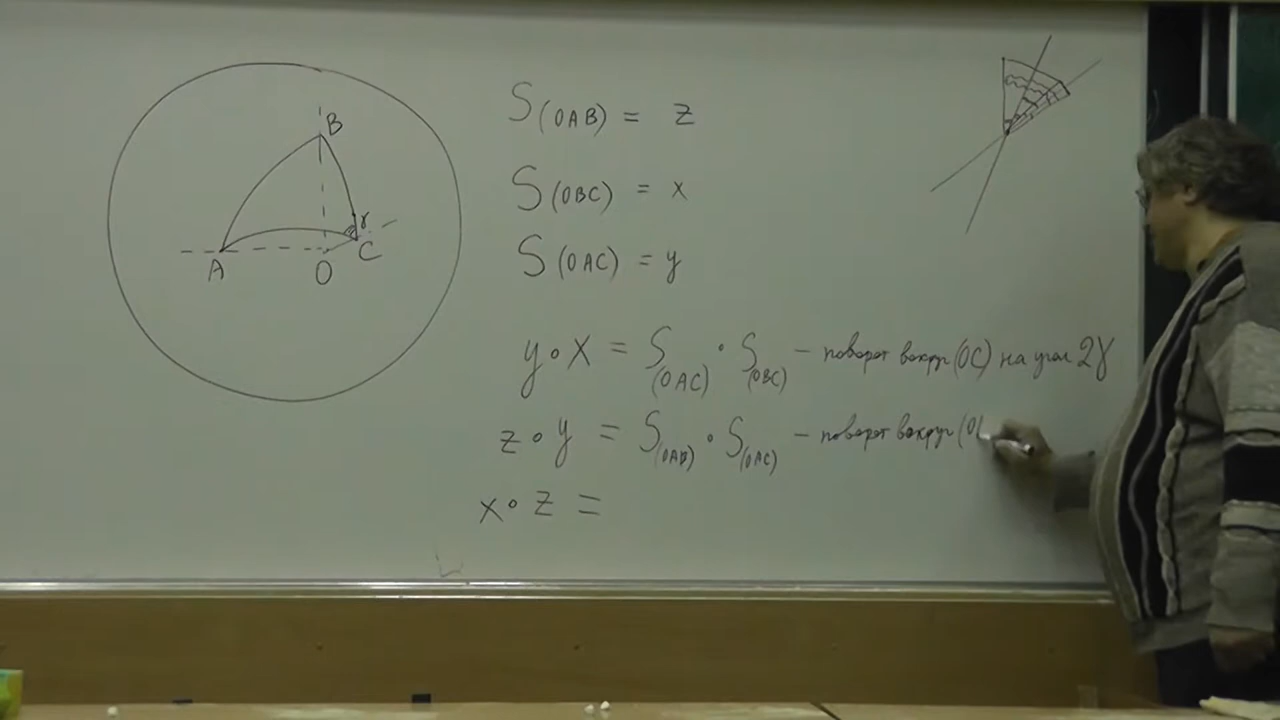 B
γ
A
O
C
S(OAB) = z
S(OBC) = x
S(OAC) = y
y∘x = S(OAC) ∘ S(OBC) — поворот вокруг (OC) на угол 2γ
z∘y = S(OAB) ∘ S(OAC) — поворот вокруг (O
x∘z =